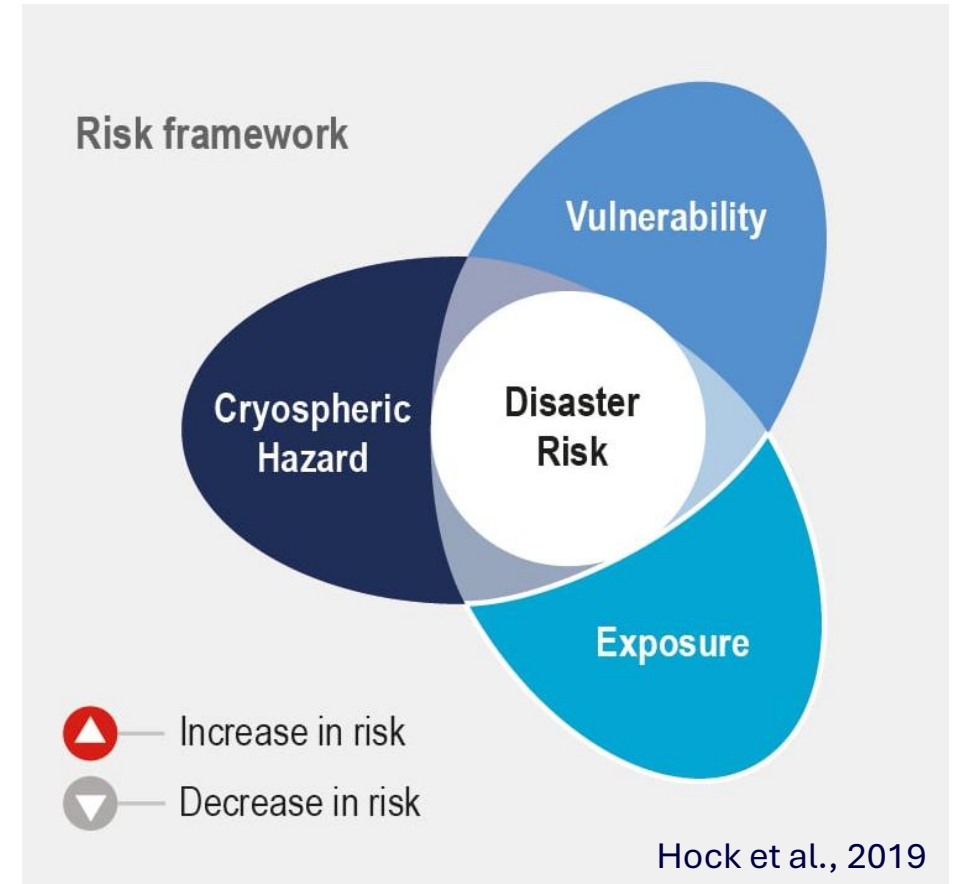 Risk framework
Vulnerability
Cryospheric
Hazard
Disaster
Risk
Exposure
Increase in risk
Decrease in risk
Hock et al., 2019